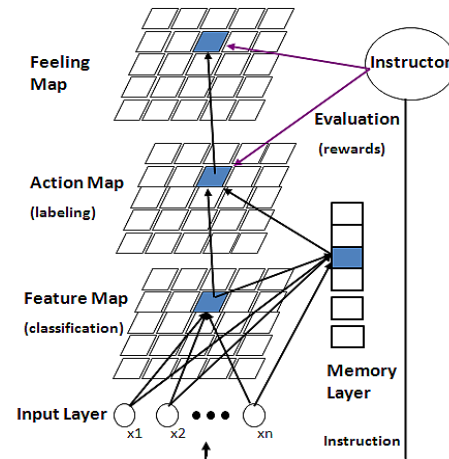 Feeling
Map
Instructor
Evaluation
(rewards)
Action Map
(labeling)
Feature Map
(classification)
Memory
Layer
Input Layer
x1 x2 xn
Instruction